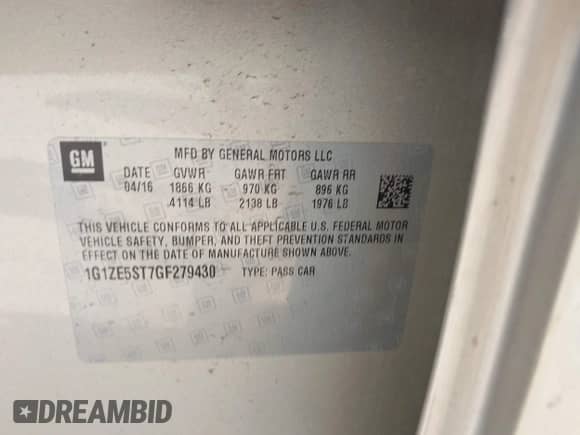 GM
MFD BY GENERAL MOTORS LLC
DATE GVWR GAWR FRT GAWR RR
04/16 1866 KG 970 KG 896 KG
4114 LB 2138 LB 1976 LB
THIS VEHICLE CONFORMS TO ALL APPLICABLE U.S. FEDERAL MOTOR
VEHICLE SAFETY, BUMPER, AND THEFT PREVENTION STANDARDS IN
EFFECT ON THE DATE OF MANUFACTURE SHOWN ABOVE.
1G1ZE5ST7GF279430 TYPE: PASS CAR
DREAMBID